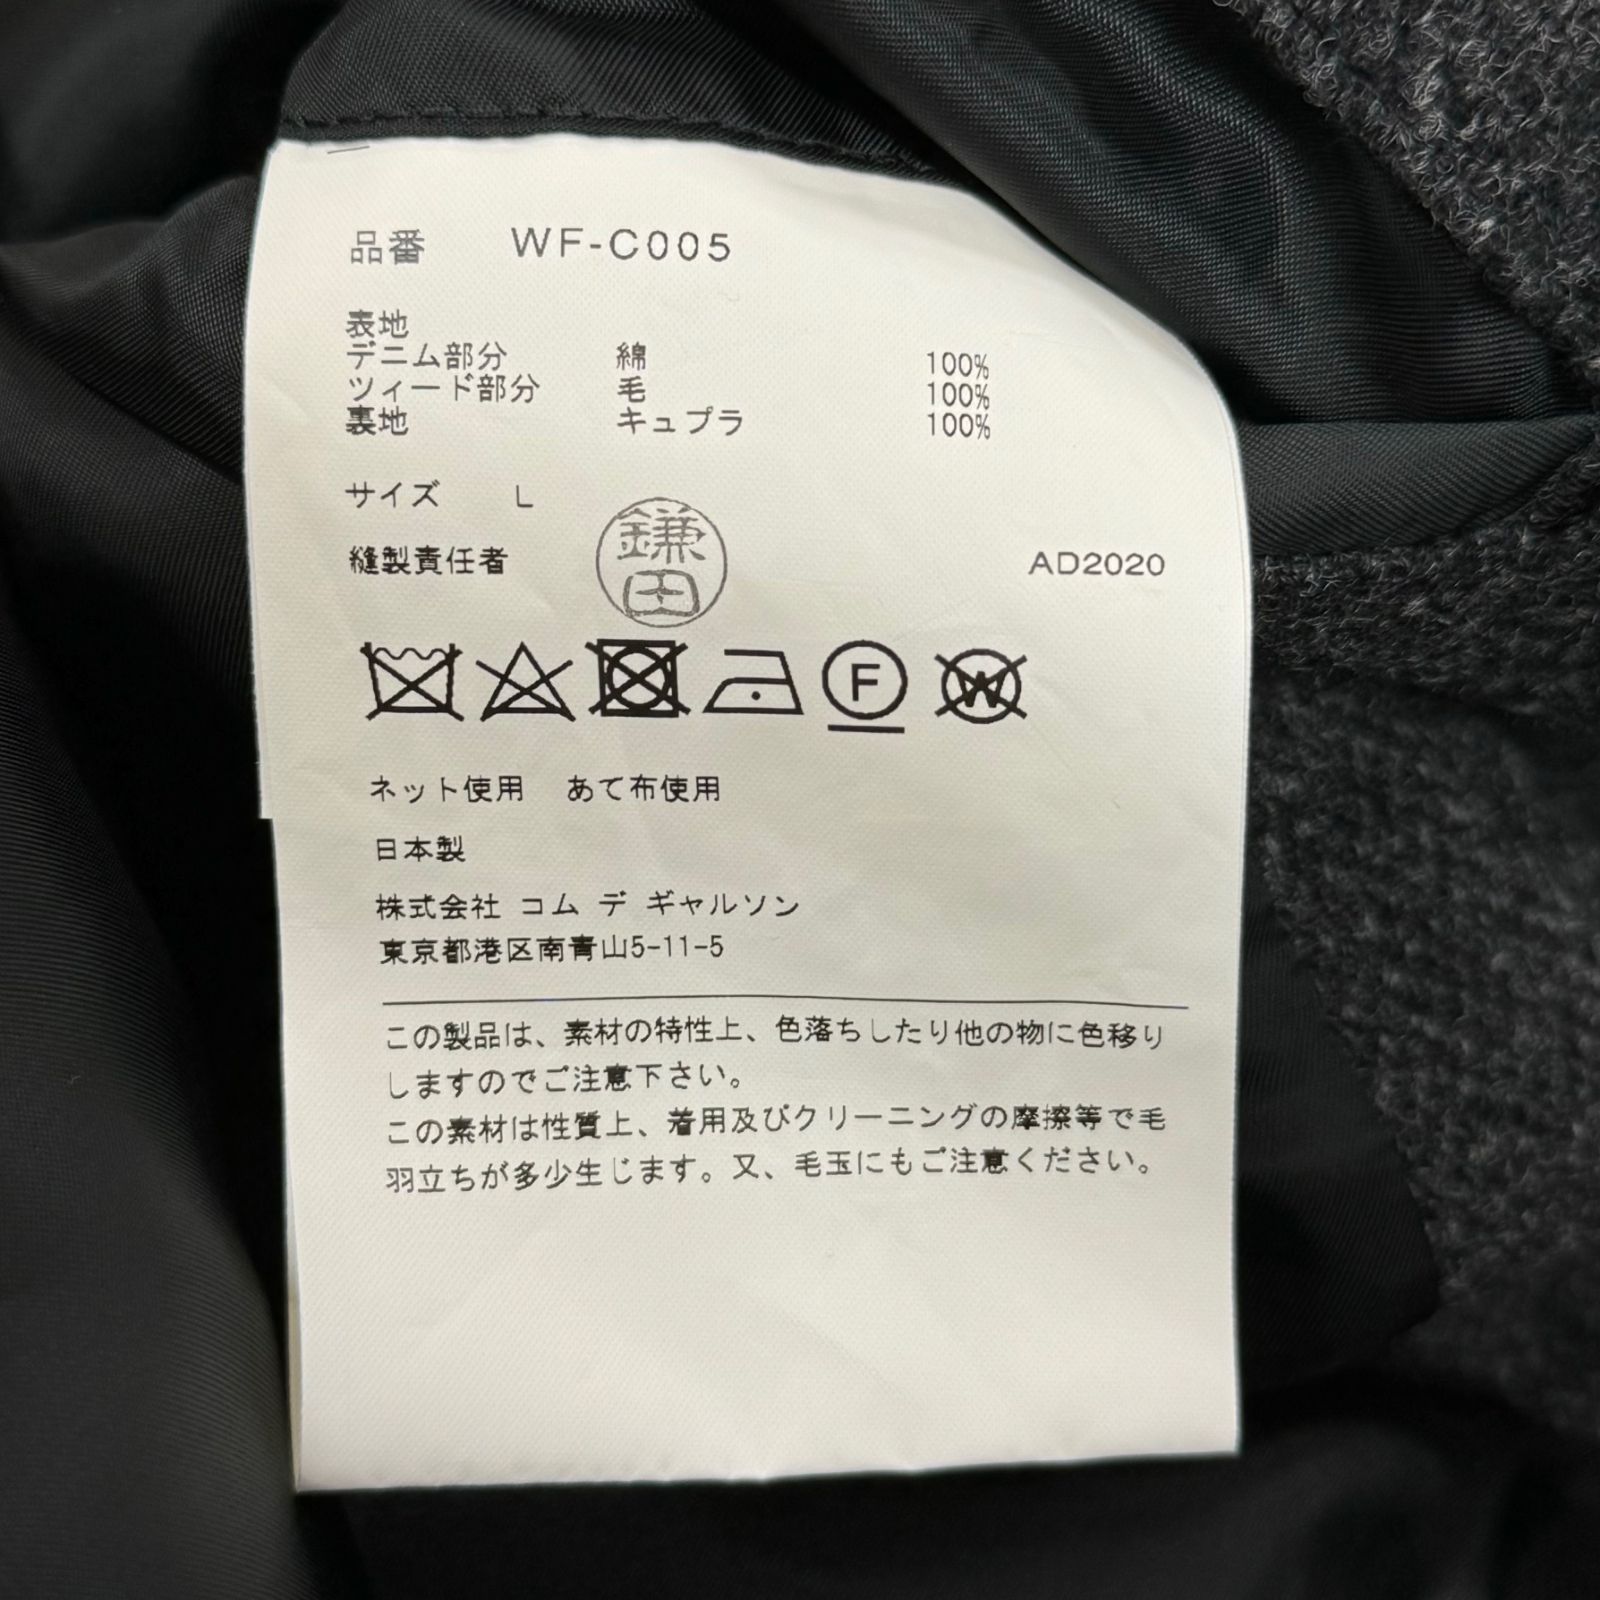 品番 WF-C005
表地
デニム部分 綿 100%
ツィード部分 毛 100%
裏地 キュプラ 100%
サイズ L
縫製責任者 鎌田 AD2020
F W
ネット使用 あて布使用
日本製
株式会社 コム デ ギャルソン
東京都港区南青山5-11-5
この製品は、素材の特性上、色落ちしたり他の物に色移り
しますのでご注意下さい。
この素材は性質上、着用及びクリーニングの摩擦等で毛
羽立ちが多少生じます。又、毛玉にもご注意ください。